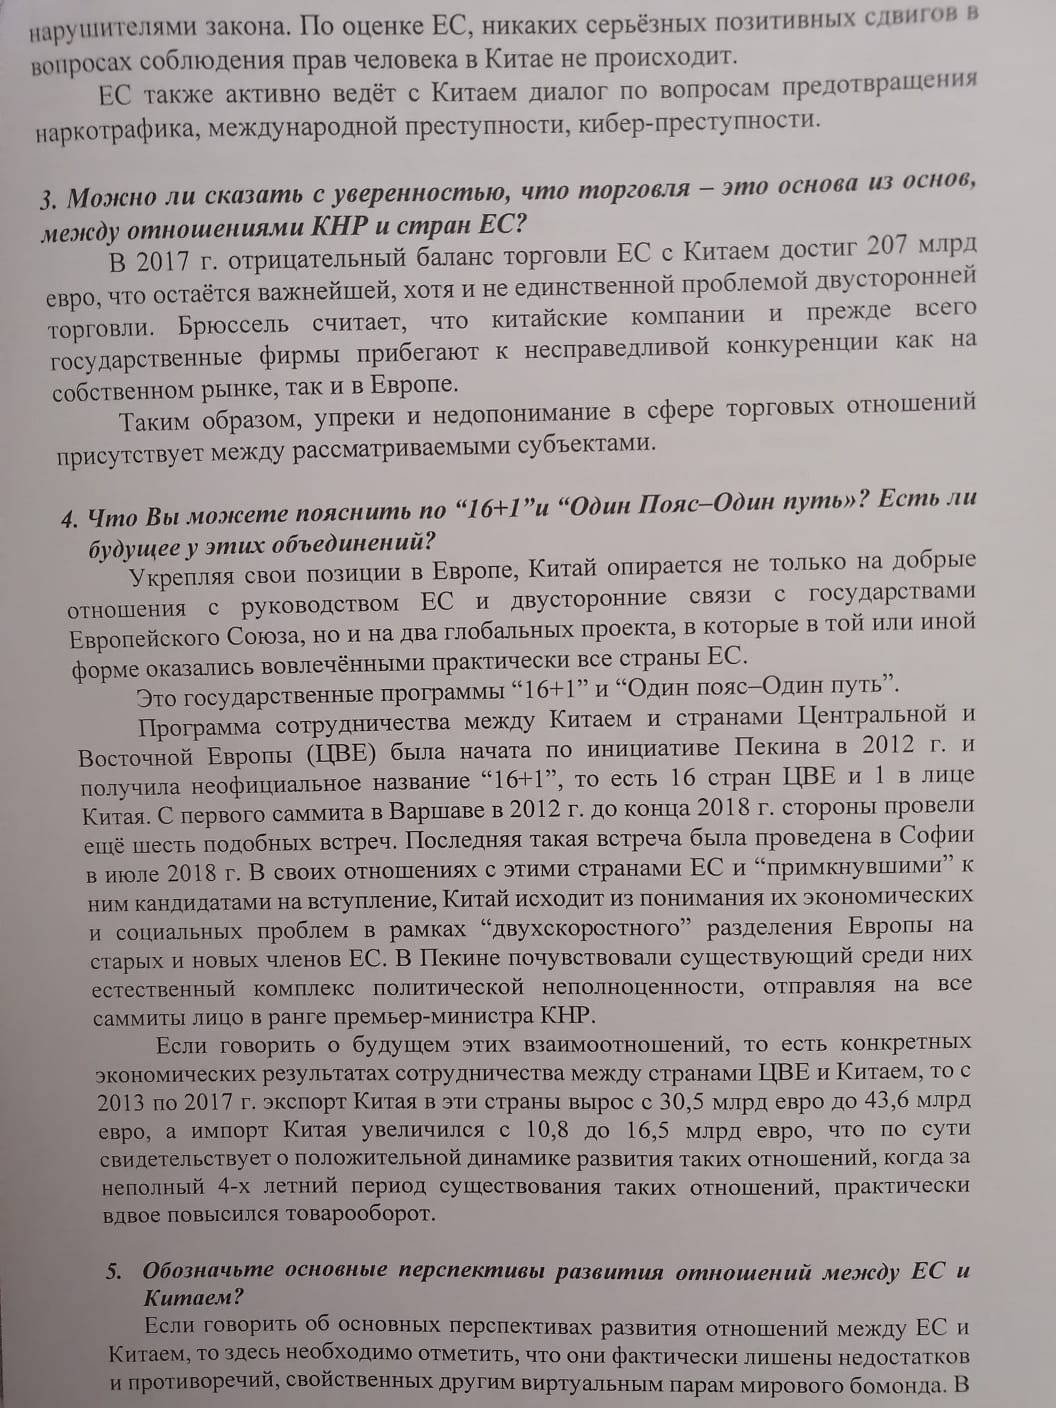 нарушителями закона. По оценке ЕС, никаких серьёзных позитивных сдвигов в
вопросах соблюдения прав человека в Китае не происходит.
ЕС также активно ведёт с Китаем диалог по вопросам предотвращения
наркотрафика, международной преступности, кибер-преступности.
3. Можно ли сказать с уверенностью, что торговля – это основа из основ,
между отношениями КНР и стран ЕС?
В 2017 г. отрицательный баланс торговли ЕС с Китаем достиг 207 млрд
евро, что остаётся важнейшей, хотя и не единственной проблемой двусторонней
торговли. Брюссель считает, что китайские компании и прежде всего
государственные фирмы прибегают к несправедливой конкуренции как на
собственном рынке, так и в Европе.
Таким образом, упреки и недопонимание в сфере торговых отношений
присутствует между рассматриваемыми субъектами.
4. Что Вы можете пояснить по “16+1”и “Один Пояс–Один путь»? Есть ли
будущее у этих объединений?
Укрепляя свои позиции в Европе, Китай опирается не только на добрые
отношения с руководством ЕС и двусторонние связи с государствами
Европейского Союза, но и на два глобальных проекта, в которые в той или иной
форме оказались вовлечёнными практически все страны ЕС.
Это государственные программы “16+1” и “Один пояс–Один путь”.
Программа сотрудничества между Китаем и странами Центральной и
Восточной Европы (ЦВЕ) была начата по инициативе Пекина в 2012 г. и
получила неофициальное название “16+1”, то есть 16 стран ЦВЕ и 1 в лице
Китая. С первого саммита в Варшаве в 2012 г. до конца 2018 г. стороны провели
ещё шесть подобных встреч. Последняя такая встреча была проведена в Софии
в июле 2018 г. В своих отношениях с этими странами ЕС и “примкнувшими” к
ним кандидатами на вступление, Китай исходит из понимания их экономических
и социальных проблем в рамках “двухскоростного” разделения Европы на
старых и новых членов ЕС. В Пекине почувствовали существующий среди них
естественный комплекс политической неполноценности, отправляя на все
саммиты лицо в ранге премьер-министра КНР.
Если говорить о будущем этих взаимоотношений, то есть конкретных
экономических результатах сотрудничества между странами ЦВЕ и Китаем, то с
2013 по 2017 г. экспорт Китая в эти страны вырос с 30,5 млрд евро до 43,6 млрд
евро, а импорт Китая увеличился с 10,8 до 16,5 млрд евро, что по сути
свидетельствует о положительной динамике развития таких отношений, когда за
неполный 4-х летний период существования таких отношений, практически
вдвое повысился товарооборот.
5. Обозначьте основные перспективы развития отношений между ЕС и
Китаем?
Если говорить об основных перспективах развития отношений между ЕС и
Китаем, то здесь необходимо отметить, что они фактически лишены недостатков
и противоречий, свойственных другим виртуальным парам мирового бомонда. В